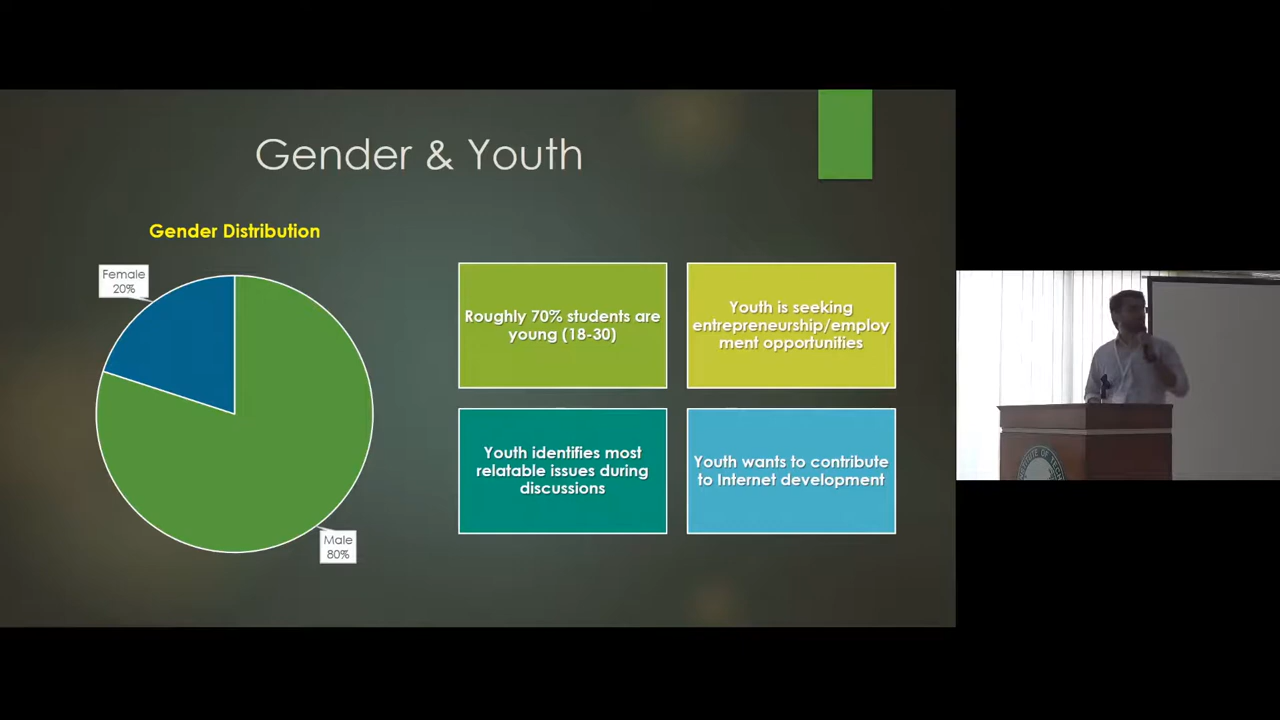 Gender & Youth
Gender Distribution
Female
20%
Male
80%
Roughly 70% students are
young (18-30)
Youth is seeking
entrepreneurship/employ
ment opportunities
Youth identifies most
relatable issues during
discussions
Youth wants to contribute
to Internet development